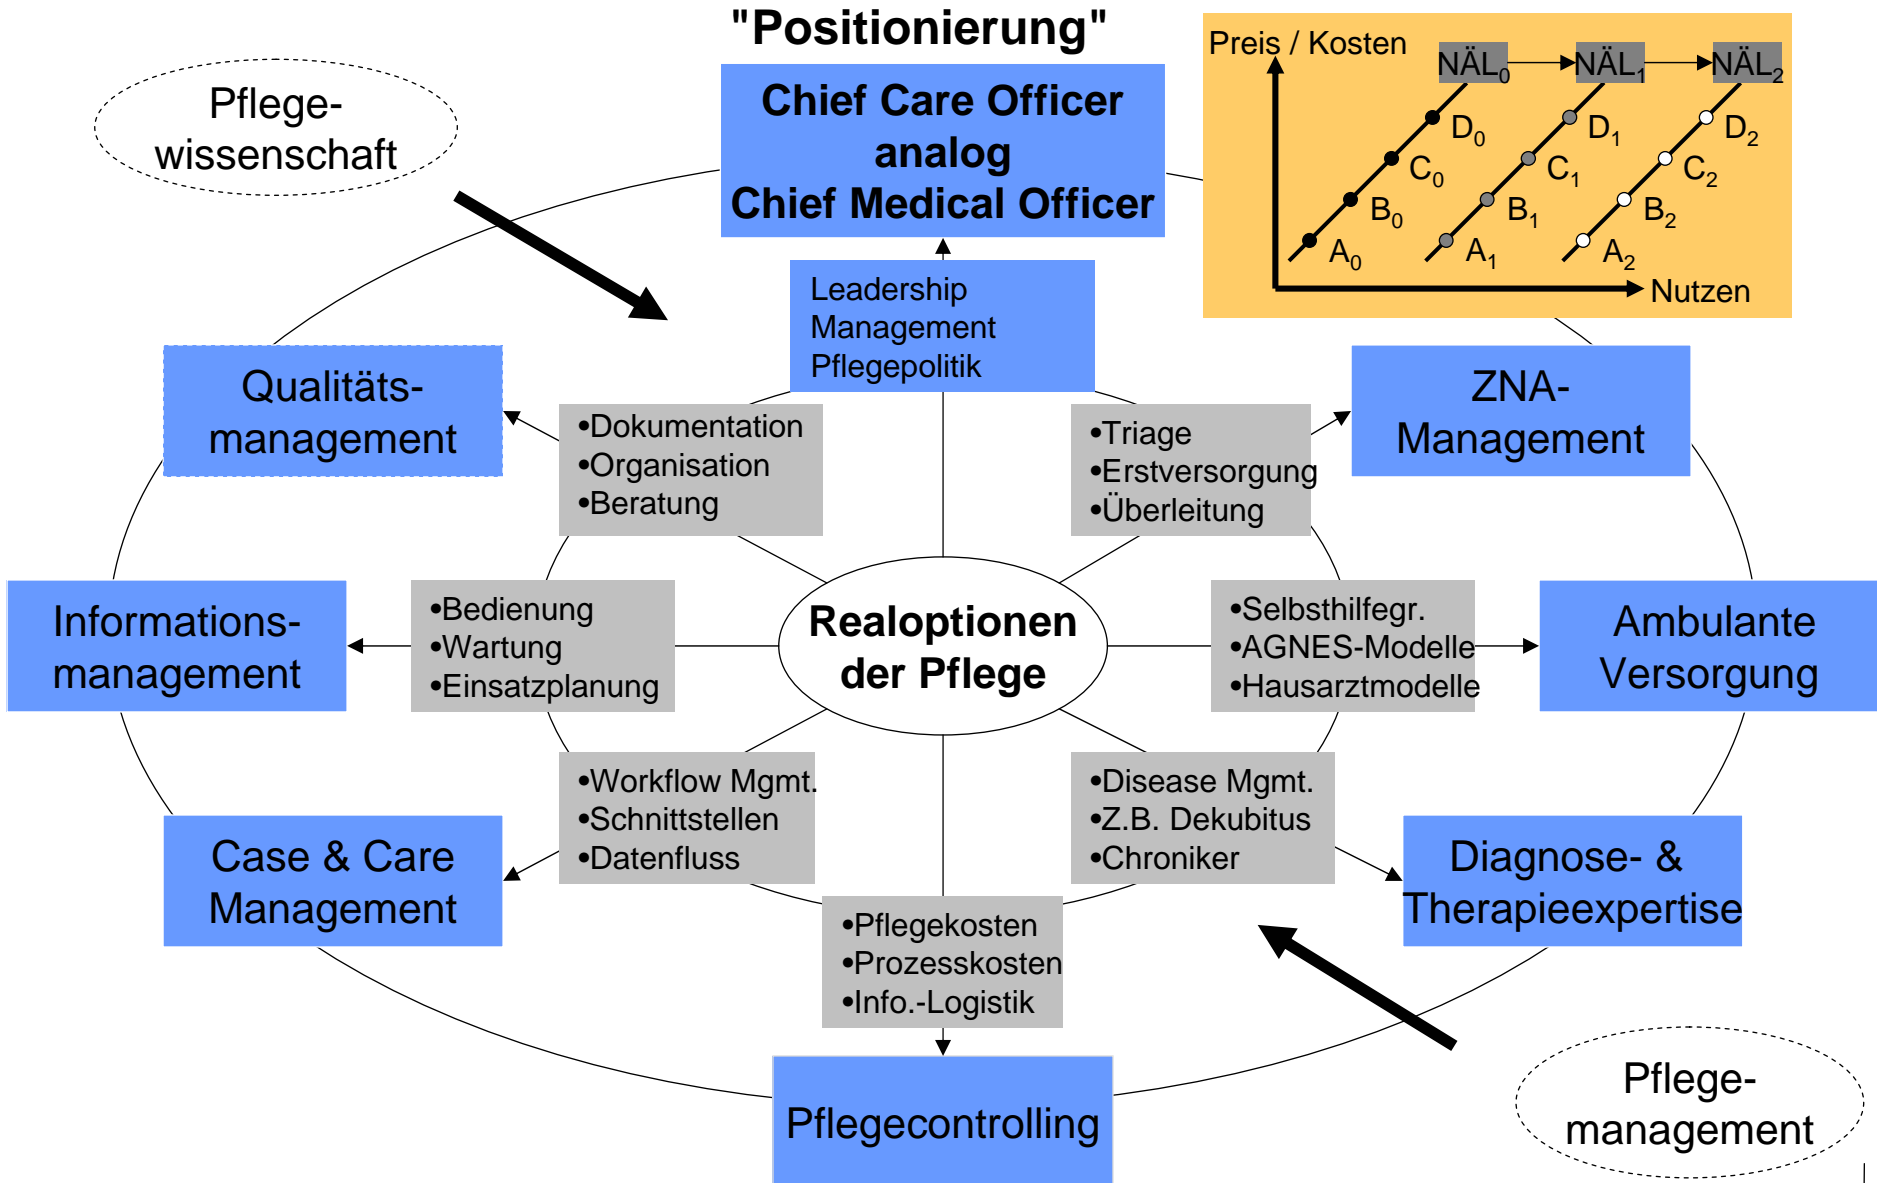 "Positionierung"
Chief Care Officer
analog
Chief Medical Officer
Leadership
Management
Pflegepolitik
Pflege-
wissenschaft
Preis / Kosten
NÄL0
NÄL1
NÄL2
D0
D1
D2
C0
C1
C2
B0
B1
B2
A0
A1
A2
Nutzen
Qualitäts-
management
•Dokumentation
•Organisation
•Beratung
•Triage
•Erstversorgung
•Überleitung
ZNA-
Management
Informations-
management
•Bedienung
•Wartung
•Einsatzplanung
Realoptionen
der Pflege
•Selbsthilfegr.
•AGNES-Modelle
•Hausarztmodelle
Ambulante
Versorgung
Case & Care
Management
•Workflow Mgmt.
•Schnittstellen
•Datenfluss
•Disease Mgmt.
•Z.B. Dekubitus
•Chroniker
Diagnose- &
Therapieexpertise
•Pflegekosten
•Prozesskosten
•Info.-Logistik
Pflegecontrolling
Pflege-
management